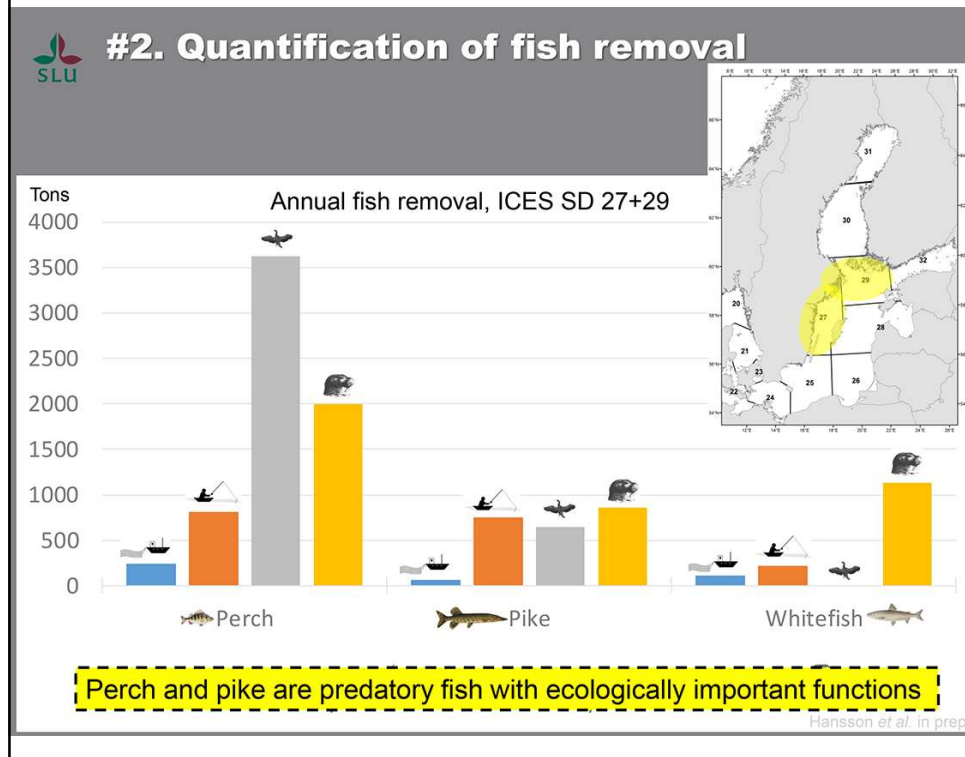 #2. Quantification of fish removal
SLU
Tons
Annual fish removal, ICES SD 27+29
4000
3500
3000
2500
2000
1500
1000
500
0
Perch
Pike
Whitefish
31
30
32
29
20
27
28
21
23
25
26
22
24
Perch and pike are predatory fish with ecologically important functions
Hansson et al. in prep